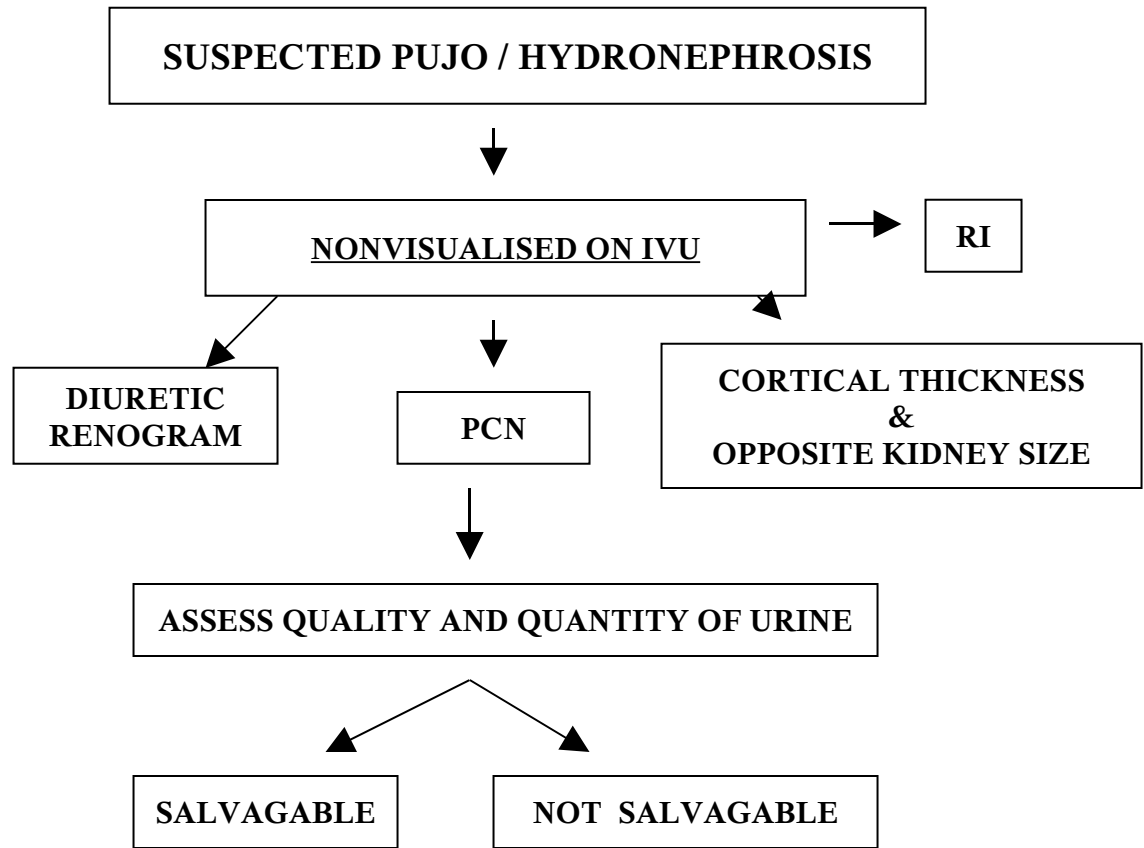 SUSPECTED PUJO / HYDRONEPHROSIS
NONVISUALISED ON IVU
RI
DIURETIC
RENOGRAM
PCN
CORTICAL THICKNESS
&
OPPOSITE KIDNEY SIZE
ASSESS QUALITY AND QUANTITY OF URINE
SALVAGABLE
NOT SALVAGABLE